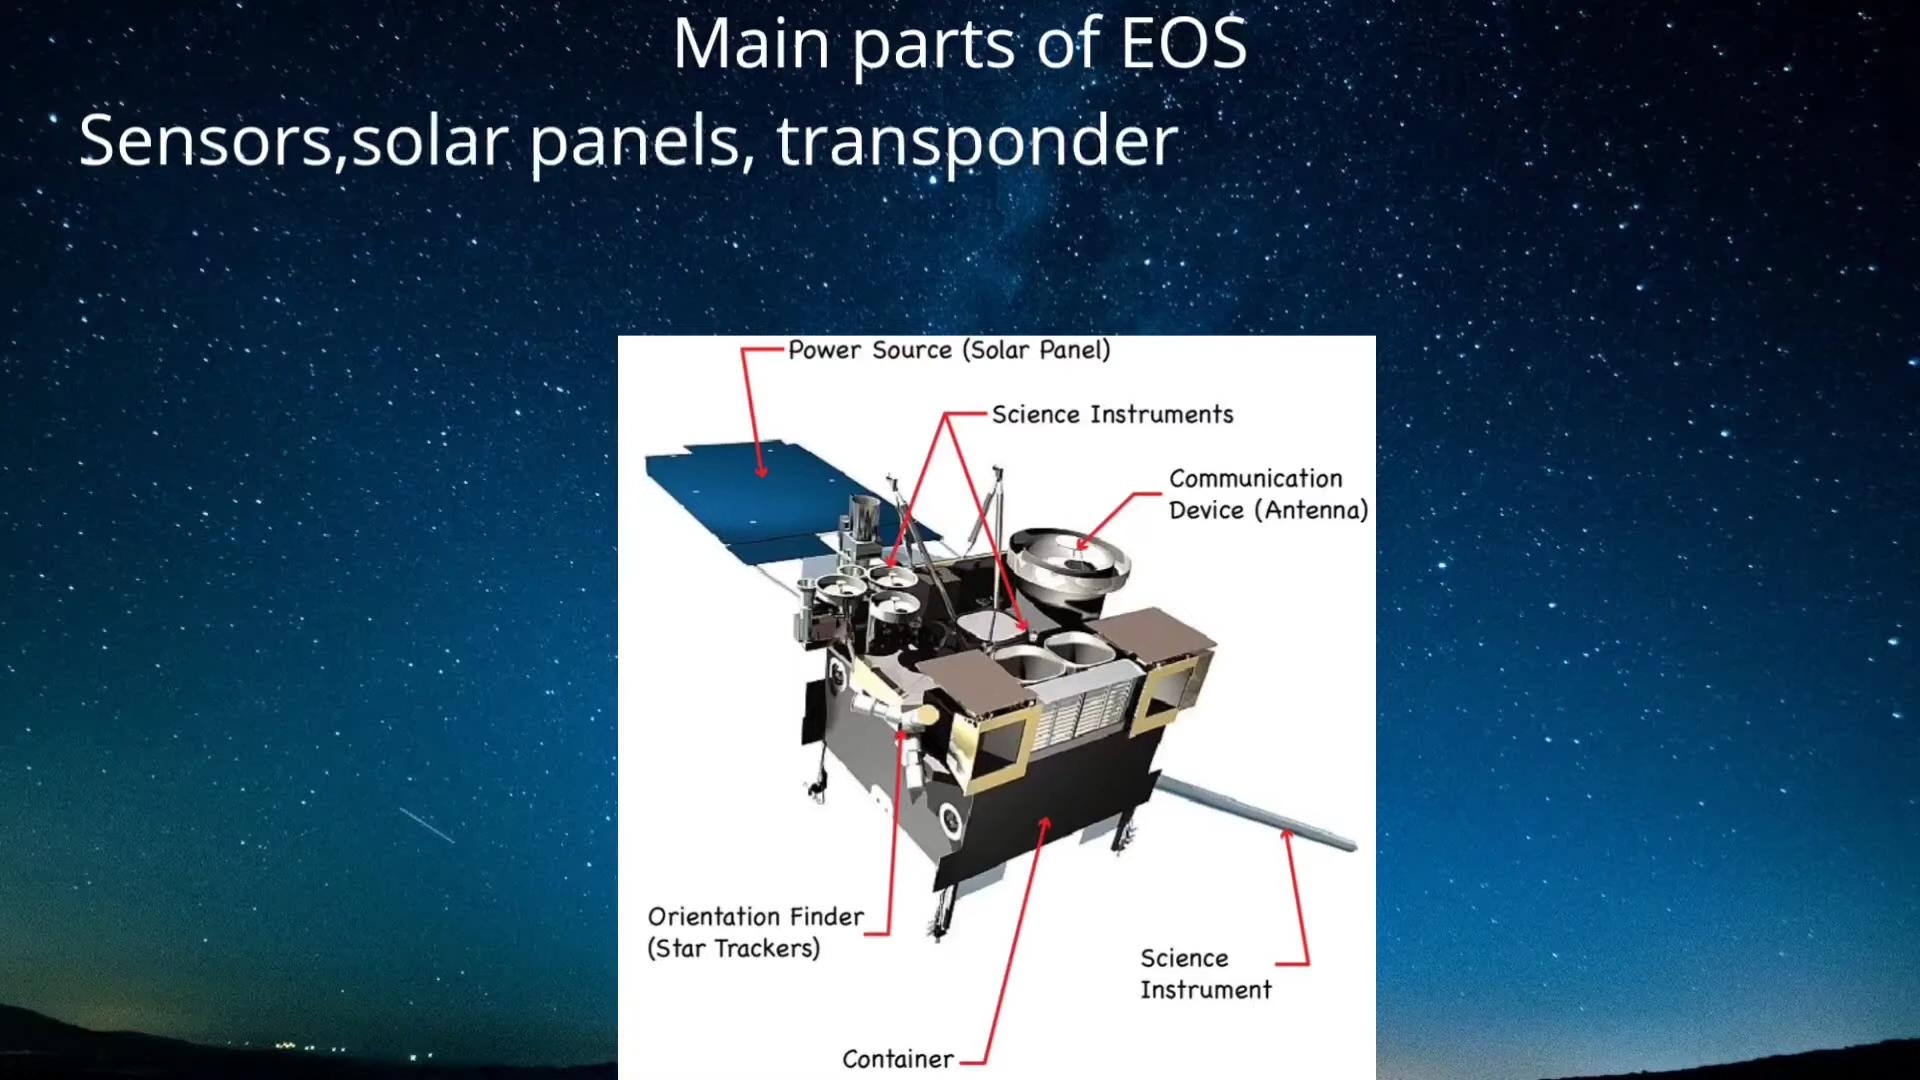 Main parts of EOS
Sensors,solar panels, transponder
Power Source (Solar Panel)
Science Instruments
Communication
Device (Antenna)
Orientation Finder
(Star Trackers)
Science
Instrument
Container